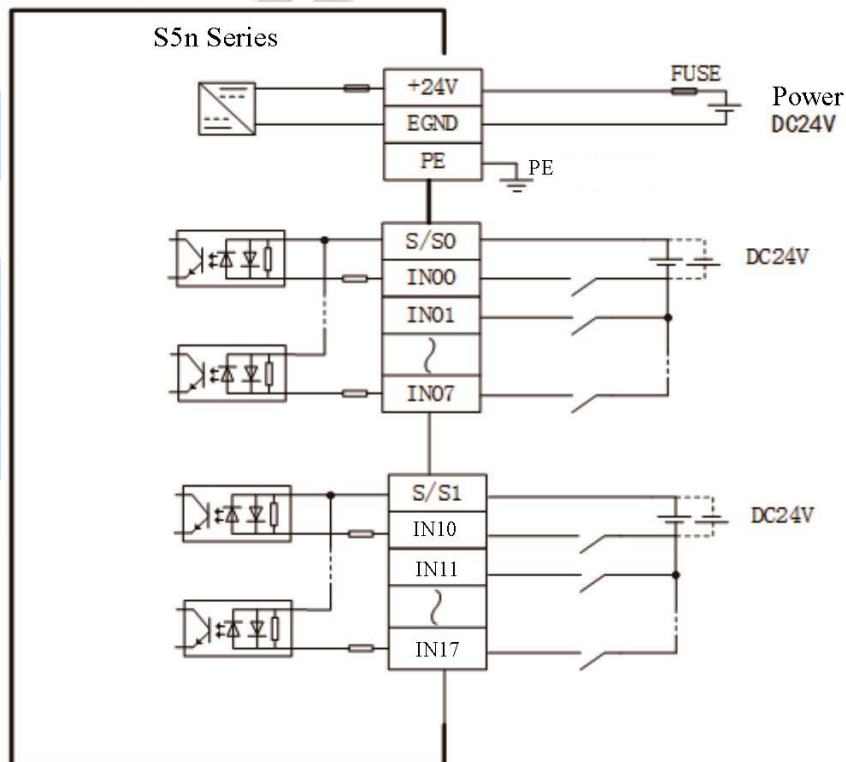 S5n Series
+24V
FUSE
EGND
Power
DC24V
PE
PE
S/S0
DC24V
IN00
IN01
IN07
S/S1
DC24V
IN10
IN11
IN17